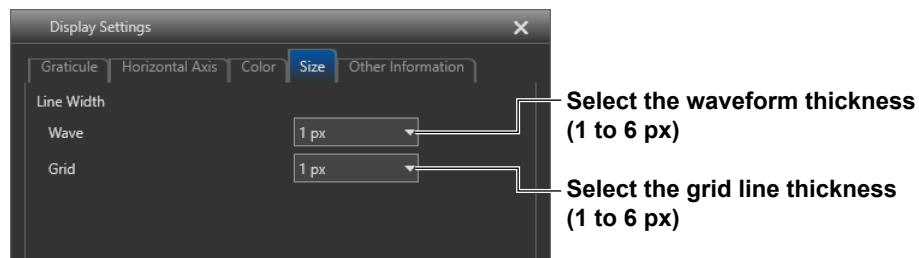 Display Settings
Graticule Horizontal Axis Color Size Other Information
Line Width
Wave 1 px
Select the waveform thickness
(1 to 6 px)
Grid 1 px
Select the grid line thickness
(1 to 6 px)